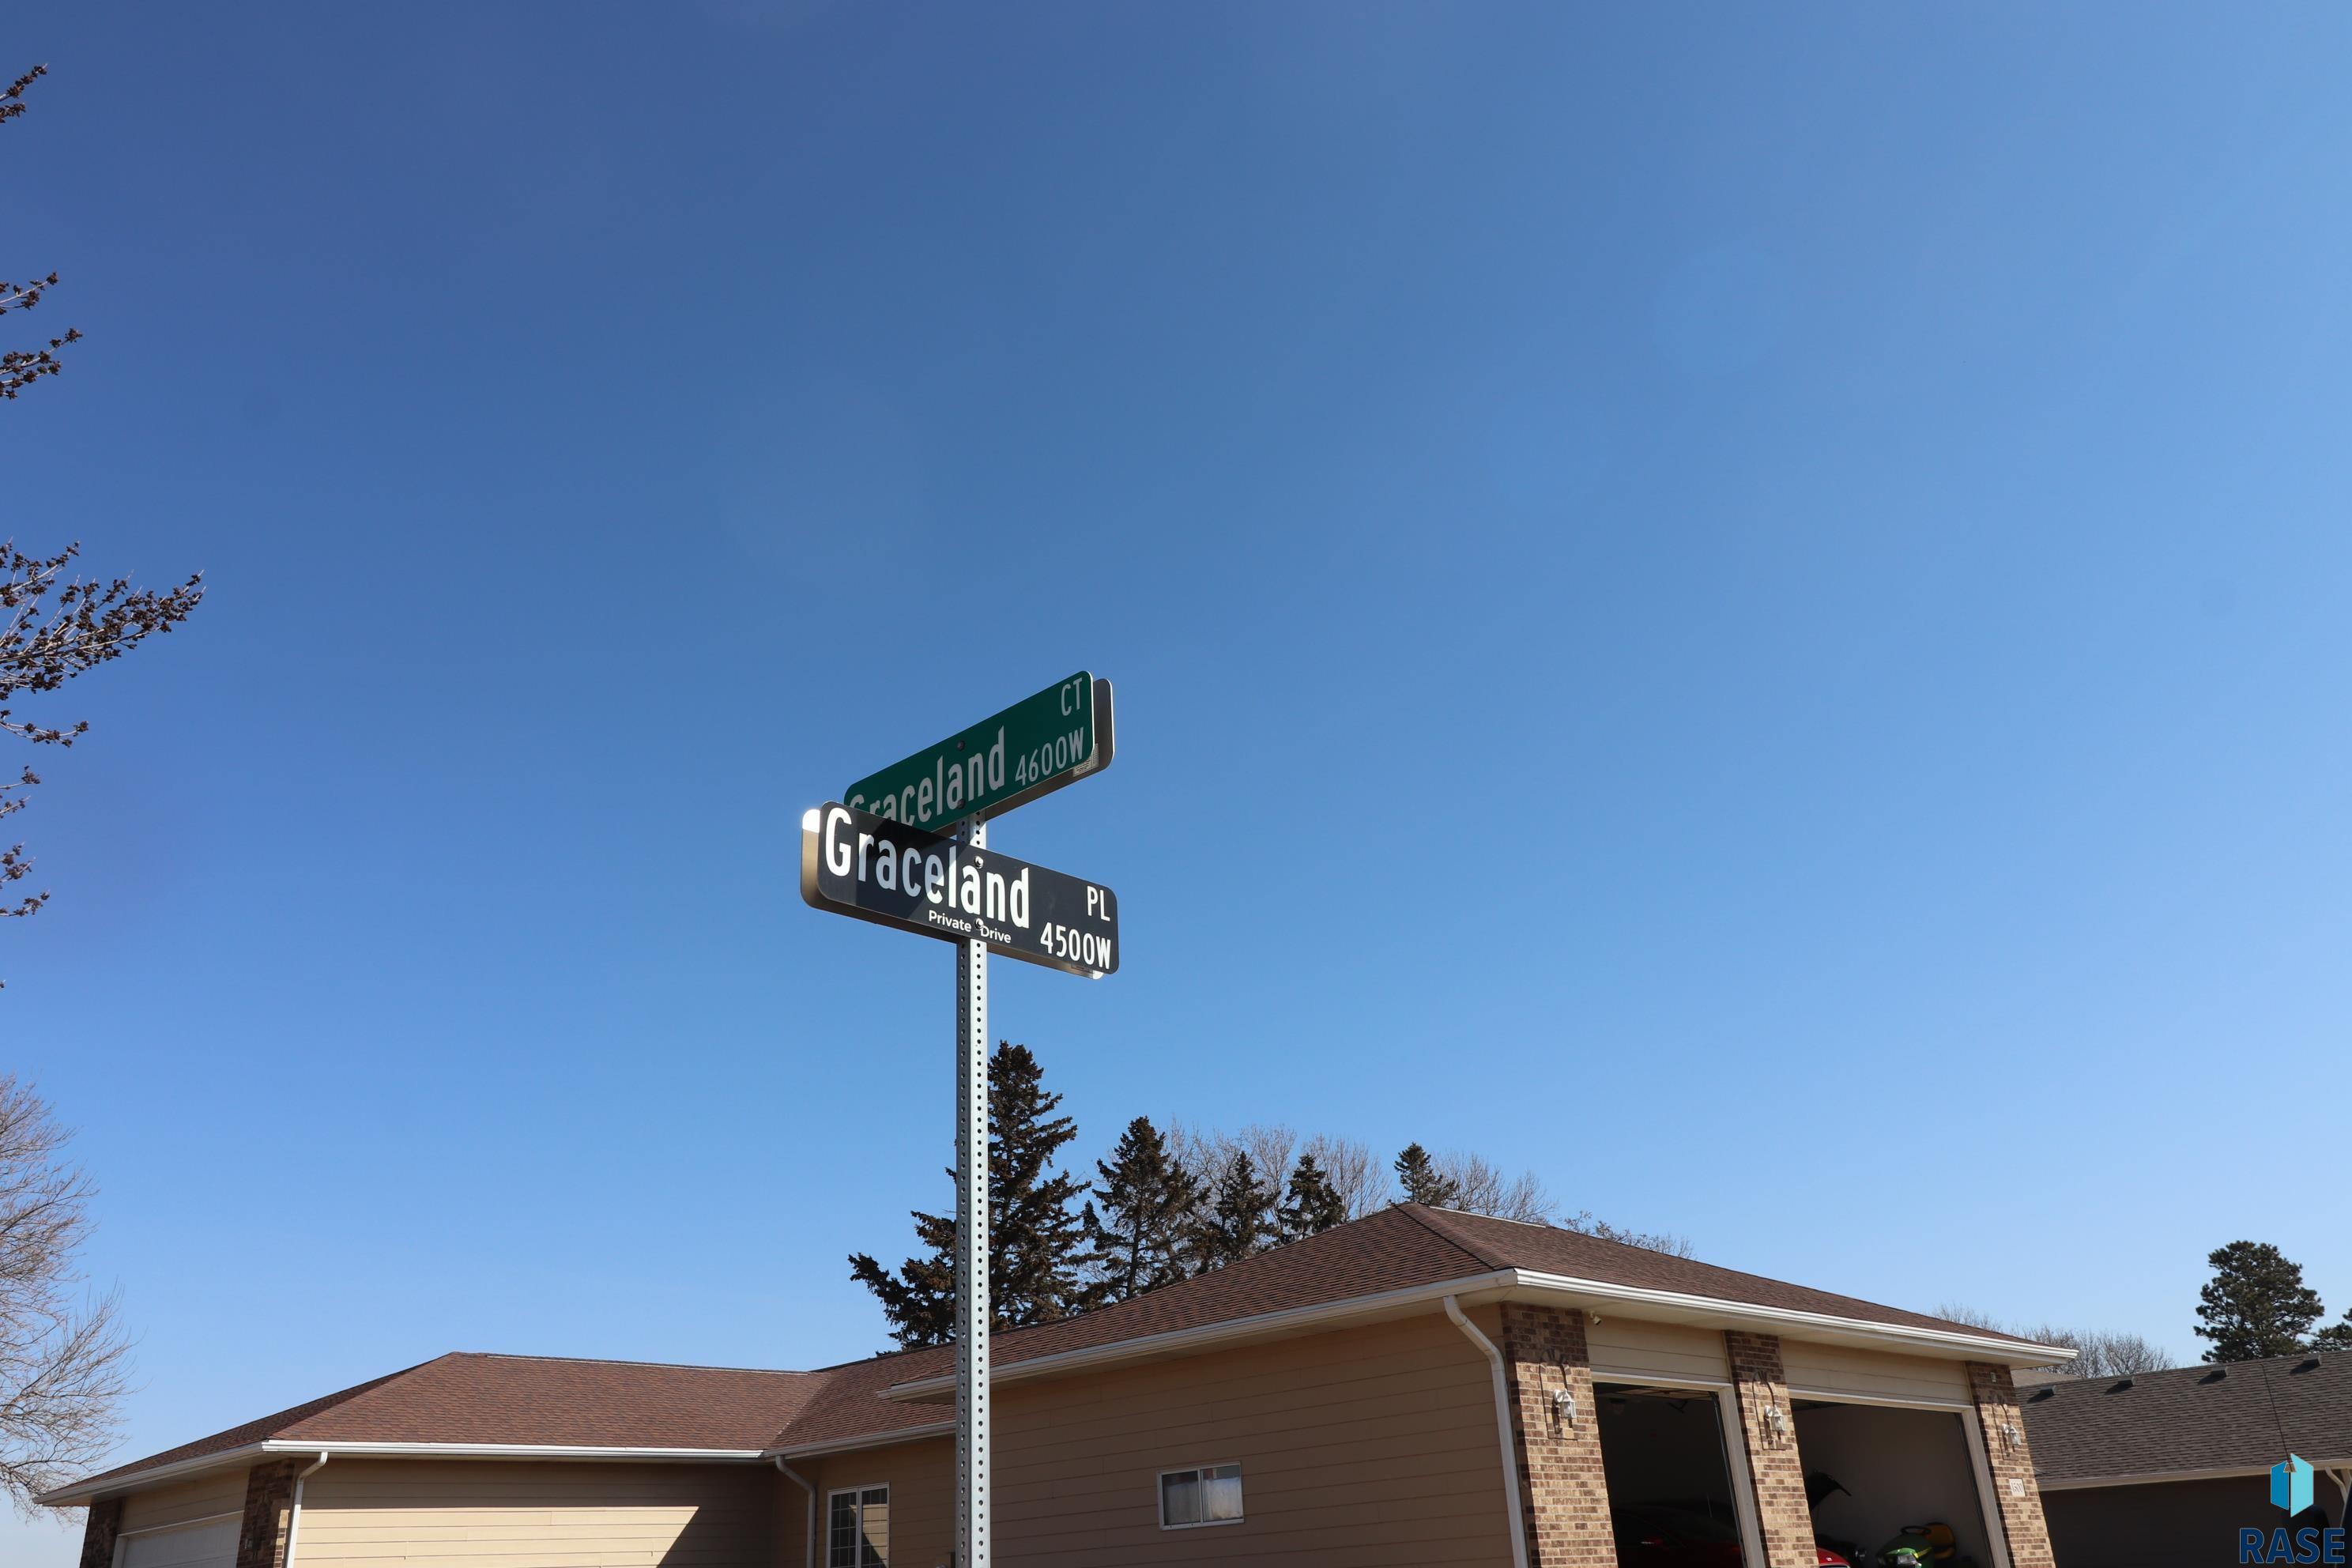 Graceland CT
4600W
Graceland PL
Private Drive 4500W
RASE